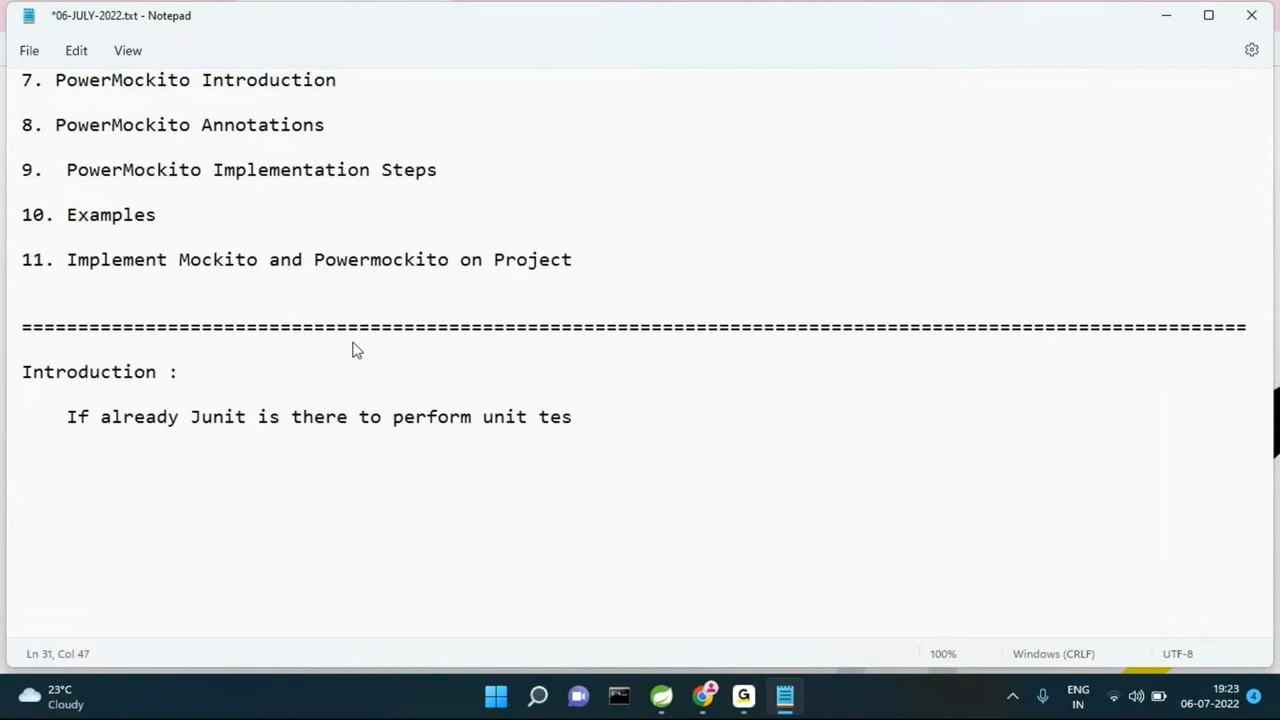 *06-JULY-2022.txt - Notepad
File Edit View
7. PowerMockito Introduction
8. PowerMockito Annotations
9.  PowerMockito Implementation Steps
10. Examples
11. Implement Mockito and Powermockito on Project
=============================================================================================================
Introduction :
If already Junit is there to perform unit tes
Ln 31, Col 47
100%
Windows (CRLF)
UTF-8
23°C
Cloudy
G
ENG
IN
19:23
06-07-2022
4